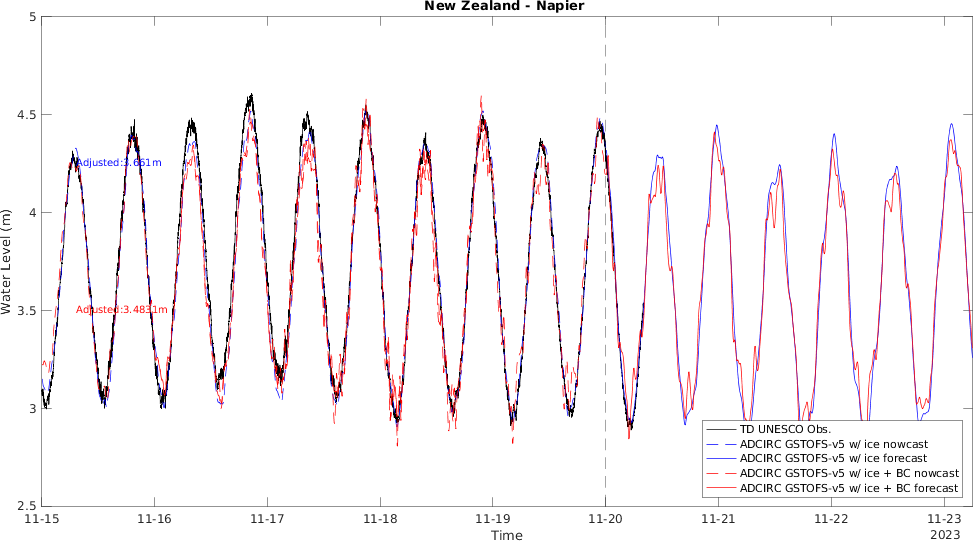 New Zealand - Napier
5
4.5
4
3.5
3
2.5
Water Level (m)
Adjusted:3.661m
Adjusted:3.4831m
TD UNESCO Obs.
ADCIRC GSTOFS-v5 w/ ice nowcast
ADCIRC GSTOFS-v5 w/ ice forecast
ADCIRC GSTOFS-v5 w/ ice + BC nowcast
ADCIRC GSTOFS-v5 w/ ice + BC forecast
11-15 11-16 11-17 11-18 11-19 11-20 11-21 11-22 11-23
Time
2023